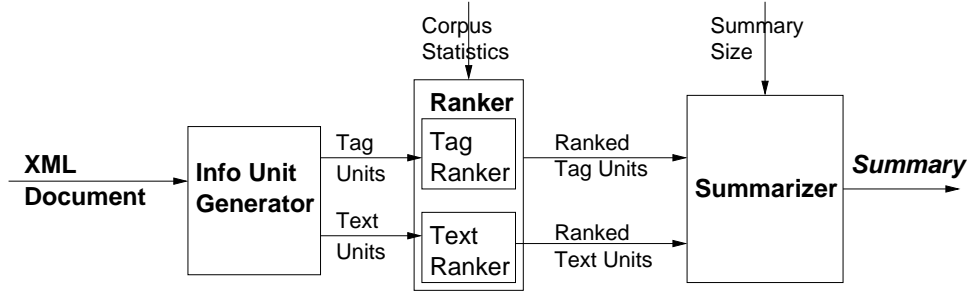 Corpus
Statistics
Summary
Size
XML
Document
Info Unit
Generator
Tag
Units
Text
Units
Ranker
Tag
Ranker
Text
Ranker
Ranked
Tag Units
Ranked
Text Units
Summarizer
Summary